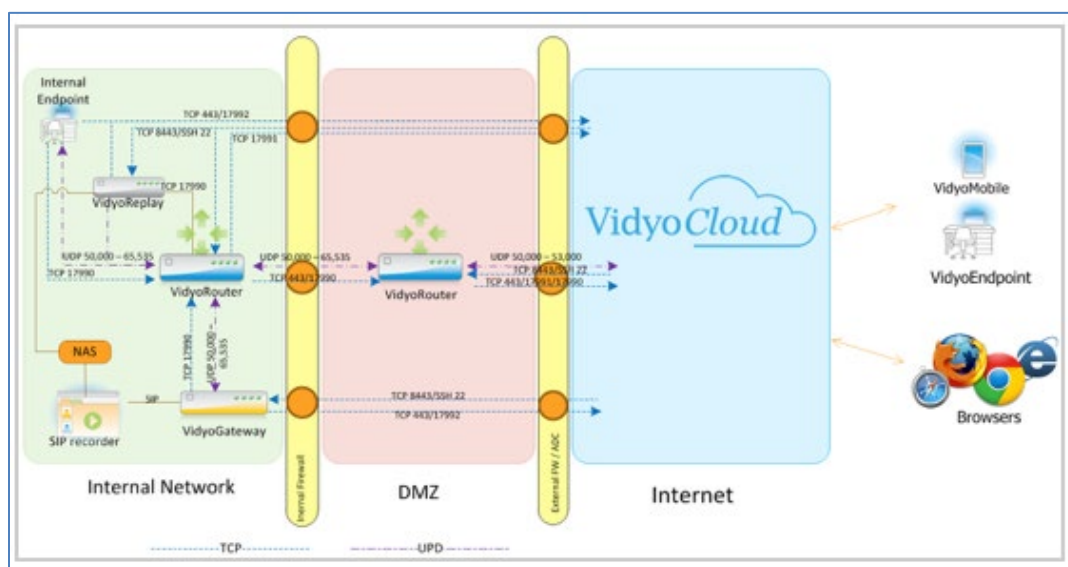 Internal
Endpoint
TCP 443/17992
TCP 8443/SSH 22
TCP 17991
TCP 17990
VidyoReplay
UDP 50,000 – 65,535
TCP 17990
VidyoRouter
UDP 50,000 – 65,535
TCP 443/17990
VidyoRouter
UDP 50,000 – 53,000
TCP 8443/SSH 22
TCP 443/17991/17990
TCP 17990
UDP 50,000 –
65,535
NAS
SIP
SIP recorder
VidyoGateway
TCP 8443/SSH 22
TCP 443/17992
VidyoCloud
VidyoMobile
VidyoEndpoint
Browsers
Internal Network
Inernal Firewall
DMZ
External FW / ADC
Internet
TCP
UPD